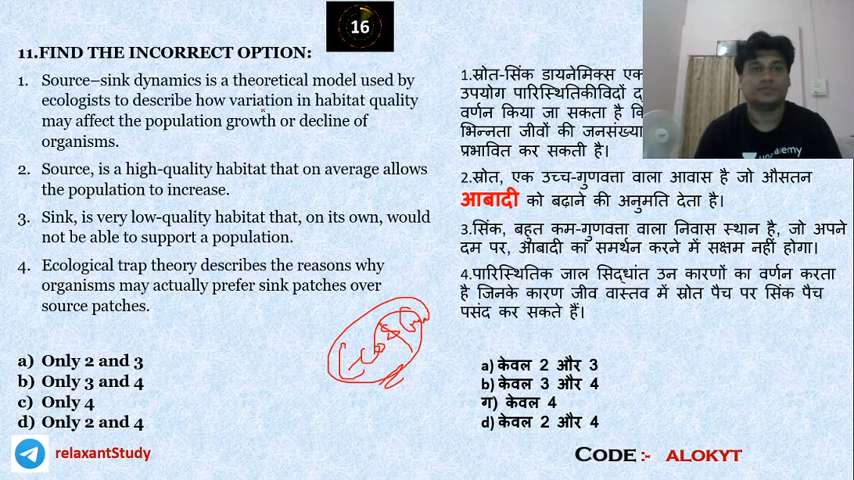 16
11.FIND THE INCORRECT OPTION:
1. Source–sink dynamics is a theoretical model used by
ecologists to describe how variation in habitat quality
may affect the population growth or decline of
organisms.
2. Source, is a high-quality habitat that on average allows
the population to increase.
3. Sink, is very low-quality habitat that, on its own, would
not be able to support a population.
4. Ecological trap theory describes the reasons why
organisms may actually prefer sink patches over
source patches.
a) Only 2 and 3
b) Only 3 and 4
c) Only 4
d) Only 2 and 4
relaxantStudy
1.स्रोत-सिंक डायनेमिक्स एक
उपयोग पारिस्थितिकीविदों
वर्णन किया जा सकता है
भिन्नता जीवों की जनसंख्या
प्रभावित कर सकती है।
2.स्रोत, एक उच्च-गुणवत्ता वाला आवास है जो औसतन
आबादी को बढ़ाने की अनुमति देता है।
3.सिंक, बहुत कम-गुणवत्ता वाला निवास स्थान है, जो अपने
दम पर, आबादी का समर्थन करने में सक्षम नहीं होगा।
4.पारिस्थितिक जाल सिद्धांत उन कारणों का वर्णन करता
है जिनके कारण जीव वास्तव में स्रोत पैच पर सिंक पैच
पसंद कर सकते हैं।
a) केवल 2 और 3
b) केवल 3 और 4
ग) केवल 4
d) केवल 2 और 4
CODE :- ALOKYT